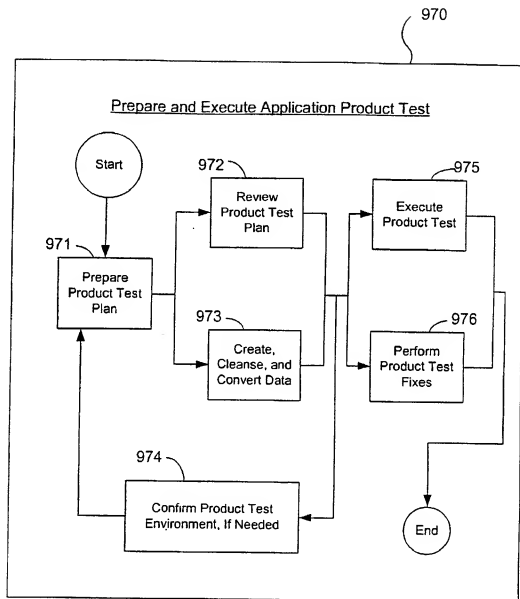 970
Prepare and Execute Application Product Test
Start
972
Review
Product Test
Plan
975
Execute
Product Test
971
Prepare
Product Test
Plan
973
Create,
Cleanse, and
Convert Data
976
Perform
Product Test
Fixes
974
Confirm Product Test
Environment, If Needed
End